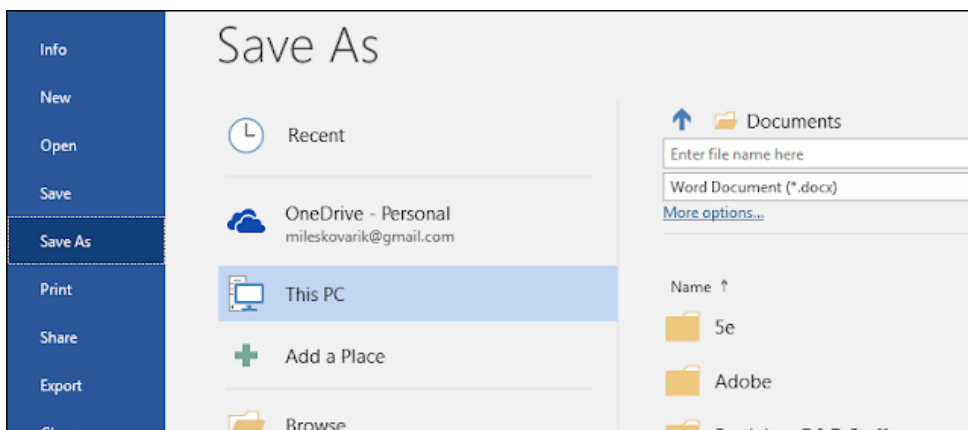 Info
New
Open
Save
Save As
Print
Share
Export
Save As
Recent
OneDrive - Personal
mileskovarik@gmail.com
This PC
Add a Place
Browse
Documents
Enter file name here
Word Document (*.docx)
More options...
Name ↑
5e
Adobe